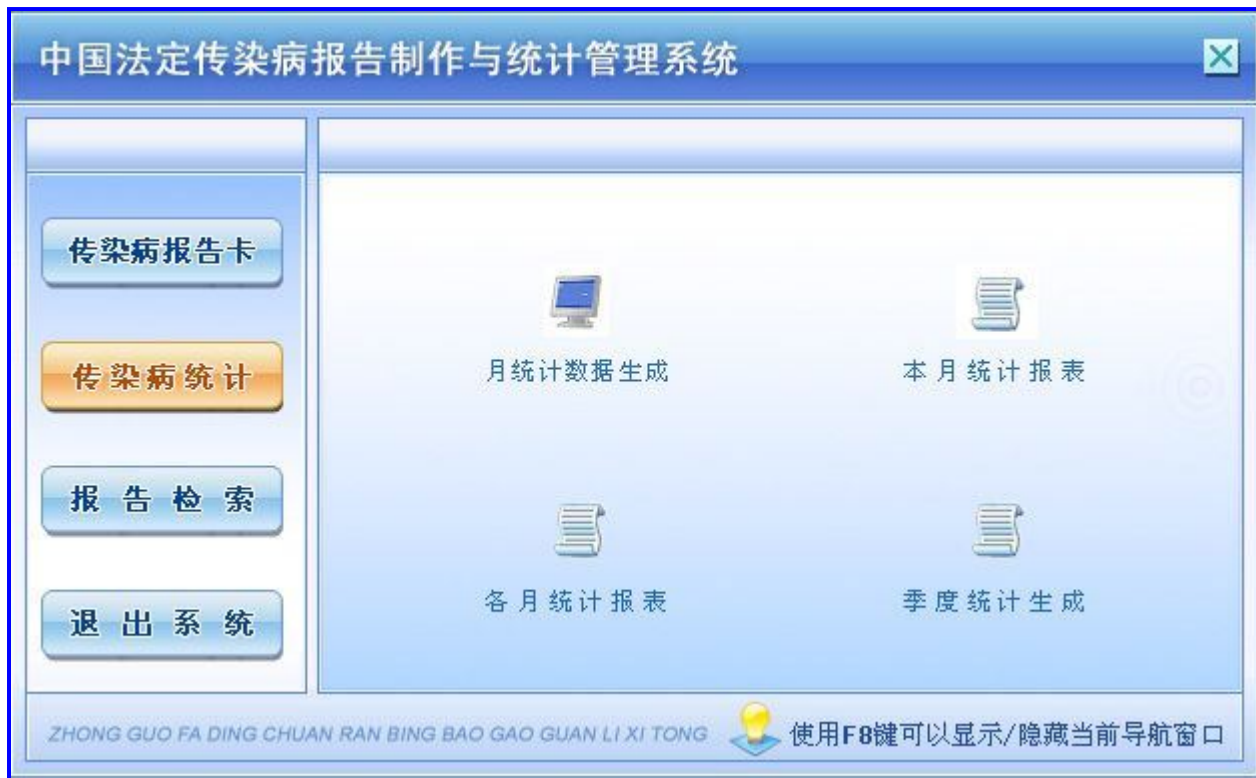 中国法定传染病报告制作与统计管理系统
传染病报告卡
传染病统计
报告检索
退出系统
月统计数据生成
本月统计报表
各月统计报表
季度统计生成
ZHONG GUO FA DING CHUAN RAN BING BAO GAO GUAN LI XI TONG
使用F8键可以显示/隐藏当前导航窗口